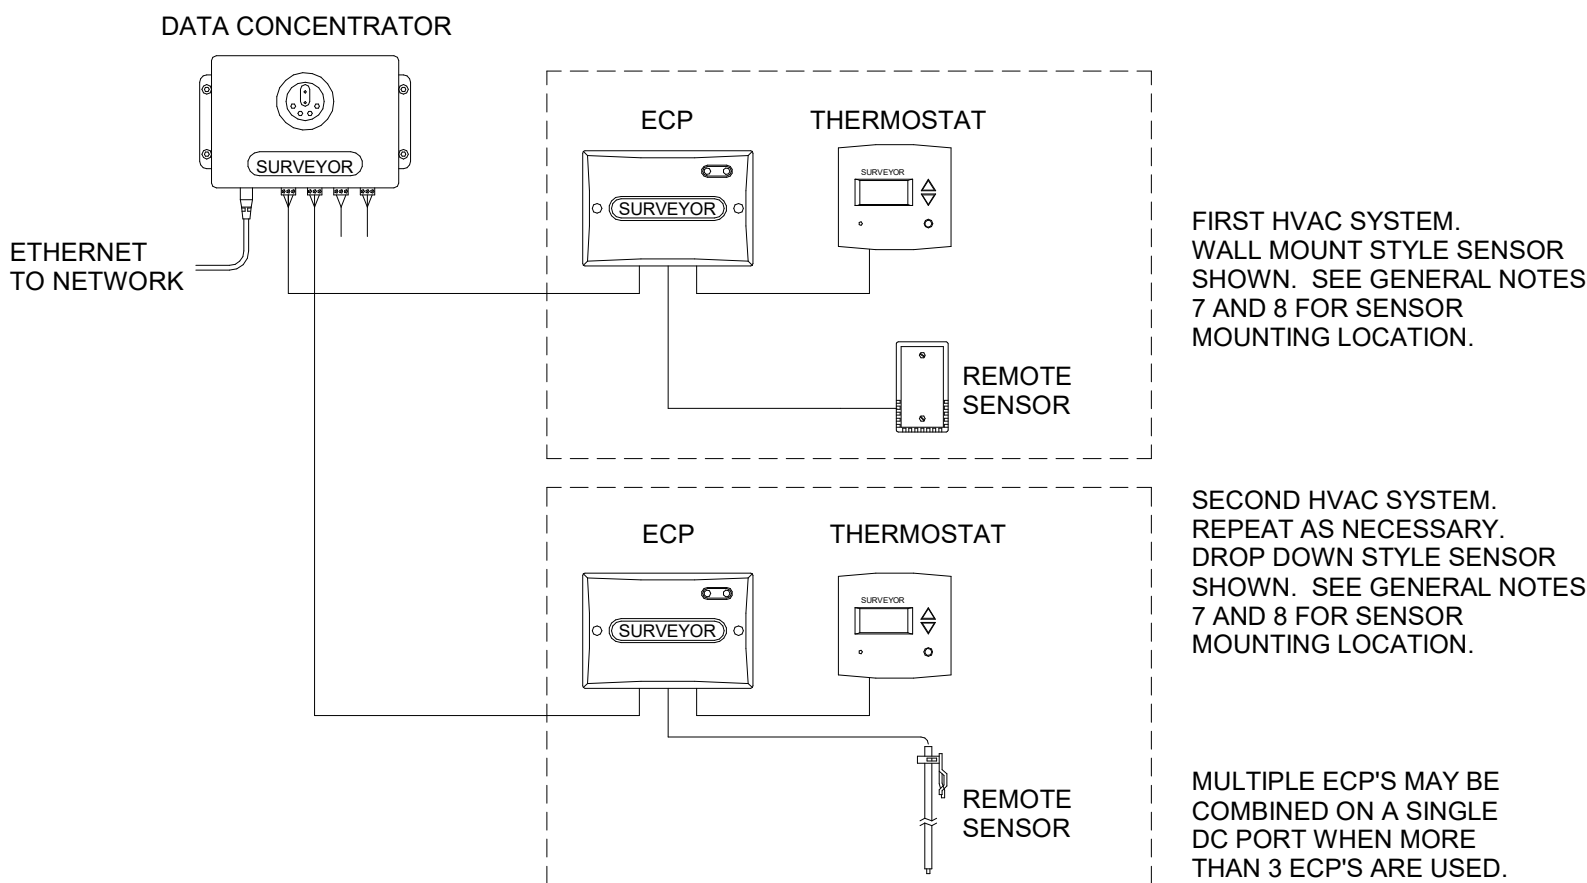 DATA CONCENTRATOR
SURVEYOR
ETHERNET
TO NETWORK
ECP
THERMOSTAT
SURVEYOR
SURVEYOR
REMOTE
SENSOR
FIRST HVAC SYSTEM.
WALL MOUNT STYLE SENSOR
SHOWN.  SEE GENERAL NOTES
7 AND 8 FOR SENSOR
MOUNTING LOCATION.
ECP
THERMOSTAT
SURVEYOR
SURVEYOR
REMOTE
SENSOR
SECOND HVAC SYSTEM.
REPEAT AS NECESSARY.
DROP DOWN STYLE SENSOR
SHOWN.  SEE GENERAL NOTES
7 AND 8 FOR SENSOR
MOUNTING LOCATION.
MULTIPLE ECP'S MAY BE
COMBINED ON A SINGLE
DC PORT WHEN MORE
THAN 3 ECP'S ARE USED.